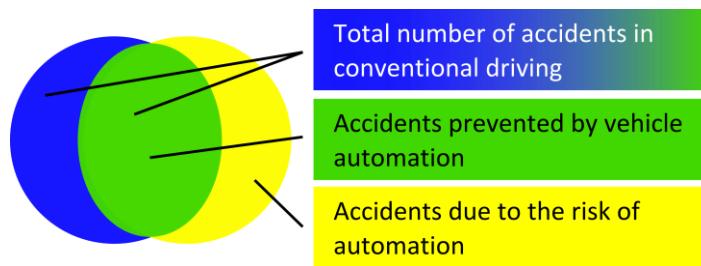 Total number of accidents in
conventional driving
Accidents prevented by vehicle
automation
Accidents due to the risk of
automation